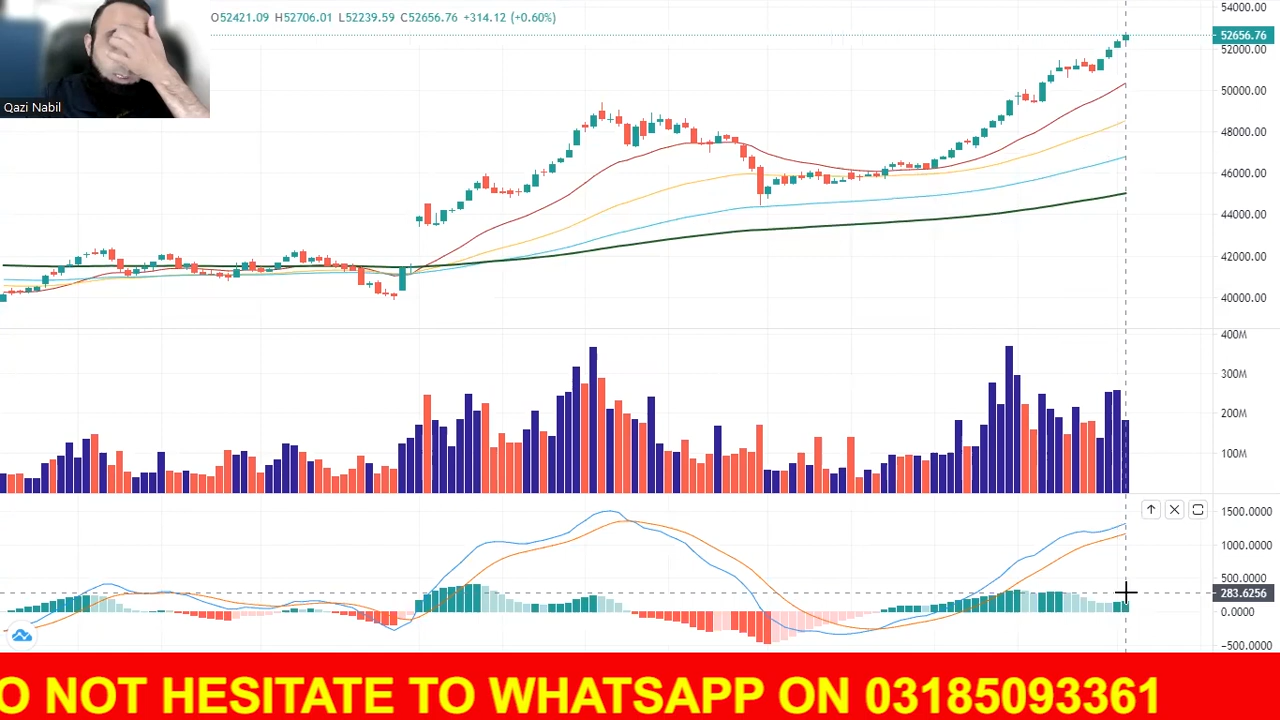 O52421.09 H52706.01 L52239.59 C52656.76 +314.12 (+0.60%)
Qazi Nabil
54000.00
52656.76
52000.00
50000.00
48000.00
46000.00
44000.00
42000.00
40000.00
400M
300M
200M
100M
1500.0000
1000.0000
500.0000
283.6256
0.0000
−500.0000
O NOT HESITATE TO WHATSAPP ON 03185093361